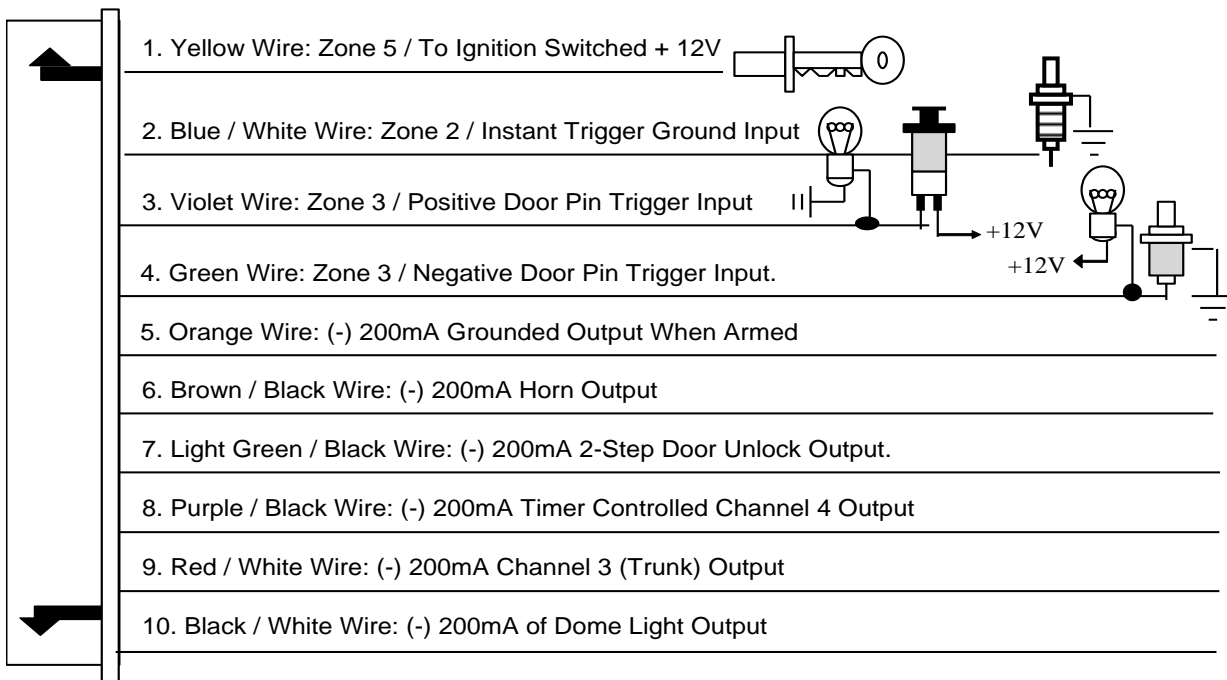 1. Yellow Wire: Zone 5 / To Ignition Switched + 12V
2. Blue / White Wire: Zone 2 / Instant Trigger Ground Input
3. Violet Wire: Zone 3 / Positive Door Pin Trigger Input
+12V
+12V
4. Green Wire: Zone 3 / Negative Door Pin Trigger Input.
5. Orange Wire: (-) 200mA Grounded Output When Armed
6. Brown / Black Wire: (-) 200mA Horn Output
7. Light Green / Black Wire: (-) 200mA 2-Step Door Unlock Output.
8. Purple / Black Wire: (-) 200mA Timer Controlled Channel 4 Output
9. Red / White Wire: (-) 200mA Channel 3 (Trunk) Output
10. Black / White Wire: (-) 200mA of Dome Light Output